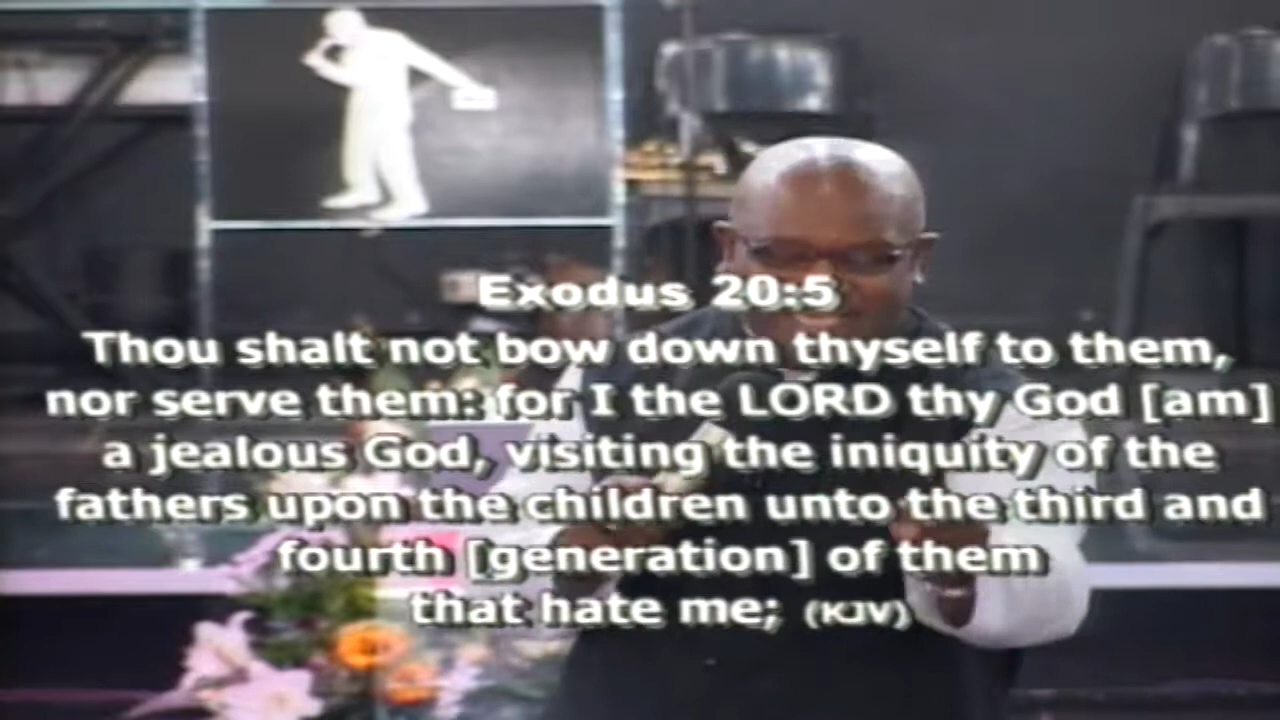 Exodus 20:5
Thou shalt not bow down thyself to them,
nor serve them: for I the LORD thy God [am]
a jealous God, visiting the iniquity of the
fathers upon the children unto the third and
fourth [generation] of them
that hate me; (KJV)